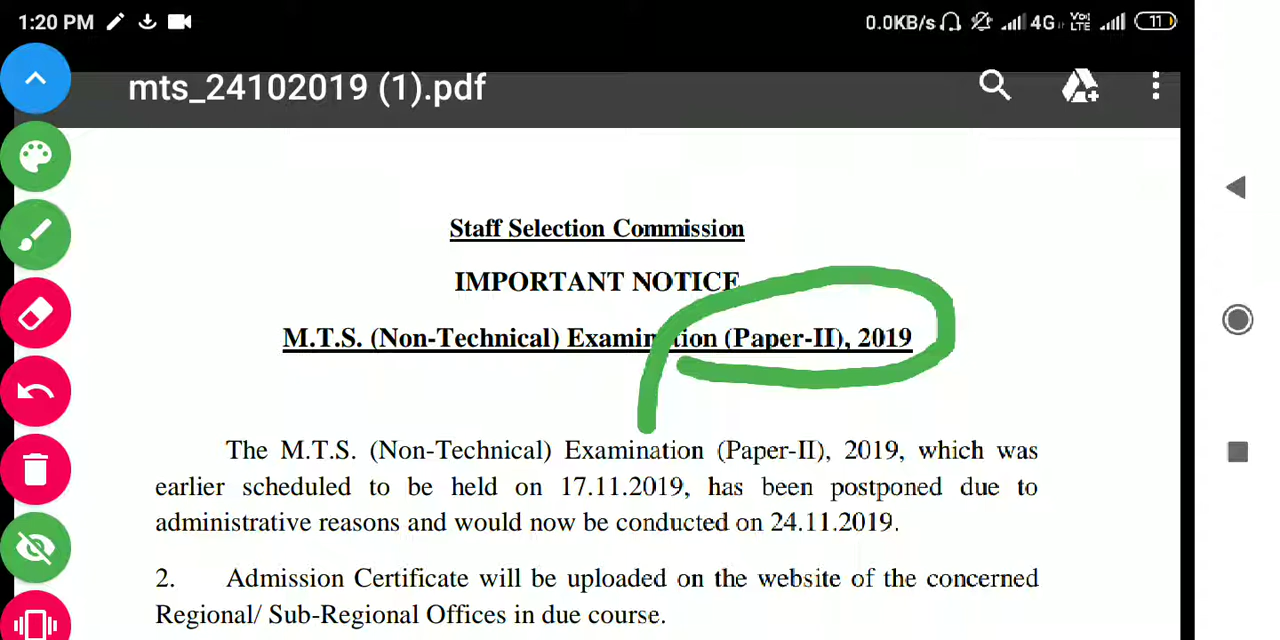 1:20 PM
0.0KB/s 4G Vo) LTE 11
mts_24102019 (1).pdf
Staff Selection Commission
IMPORTANT NOTICE
M.T.S. (Non-Technical) Examination (Paper-II), 2019
The M.T.S. (Non-Technical) Examination (Paper-II), 2019, which was
earlier scheduled to be held on 17.11.2019, has been postponed due to
administrative reasons and would now be conducted on 24.11.2019.
2. Admission Certificate will be uploaded on the website of the concerned
Regional/ Sub-Regional Offices in due course.